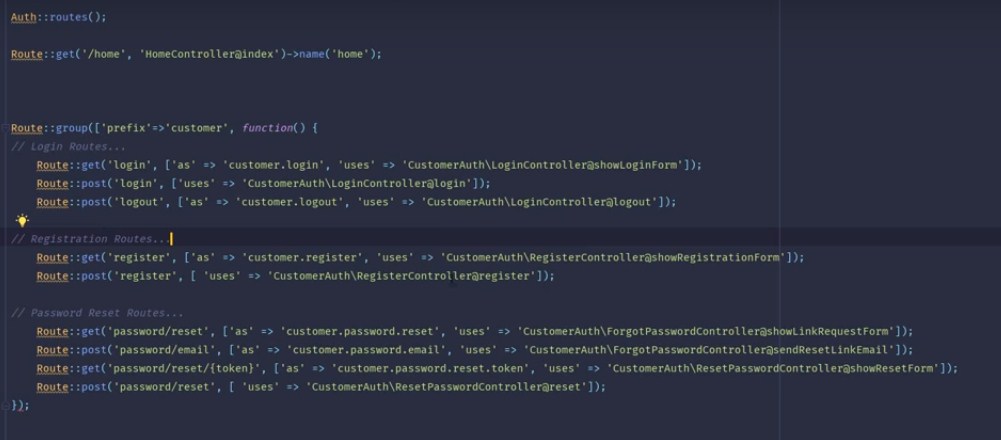 Auth::routes();
Route::get('/home', 'HomeController@index')->name('home');
Route::group(['prefix'=>'customer', function() {
// Login Routes...
Route::get('login', ['as' => 'customer.login', 'uses' => 'CustomerAuth\LoginController@showLoginForm']);
Route::post('login', ['uses' => 'CustomerAuth\LoginController@login']);
Route::post('logout', ['as' => 'customer.logout', 'uses' => 'CustomerAuth\LoginController@logout']);
// Registration Routes...
Route::get('register', ['as' => 'customer.register', 'uses' => 'CustomerAuth\RegisterController@showRegistrationForm']);
Route::post('register', [ 'uses' => 'CustomerAuth\RegisterController@register']);
// Password Reset Routes...
Route::get('password/reset', ['as' => 'customer.password.reset', 'uses' => 'CustomerAuth\ForgotPasswordController@showLinkRequestForm']);
Route::post('password/email', ['as' => 'customer.password.email', 'uses' => 'CustomerAuth\ForgotPasswordController@sendResetLinkEmail']);
Route::get('password/reset/{token}', ['as' => 'customer.password.reset.token', 'uses' => 'CustomerAuth\ResetPasswordController@showResetForm']);
Route::post('password/reset', [ 'uses' => 'CustomerAuth\ResetPasswordController@reset']);
});